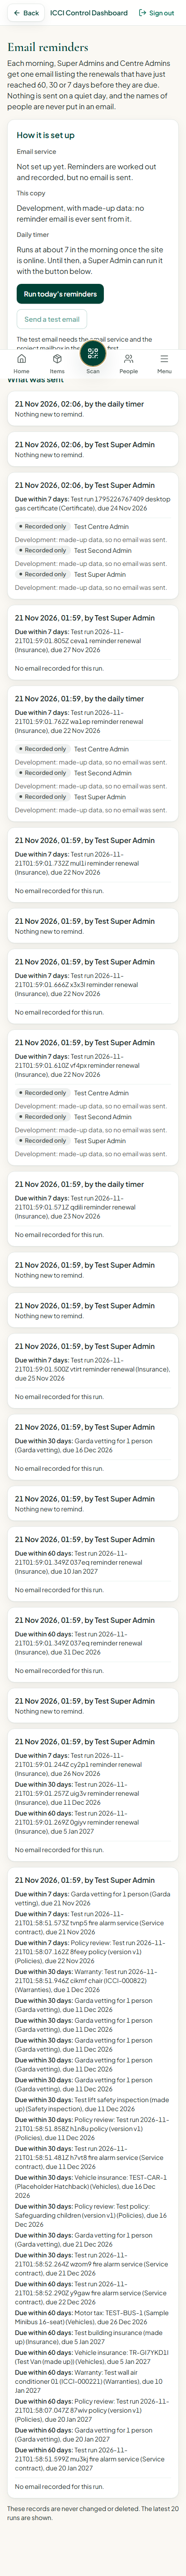 Back
ICCI Control Dashboard
Sign out
Email reminders
Each morning, Super Admins and Centre Admins
get one email listing the renewals that have just
reached 60, 30 or 7 days before they are due.
Nothing is sent on a quiet day, and the names of
people are never put in an email.
How it is set up
Email service
Not set up yet. Reminders are worked out
and recorded, but no email is sent.
This copy
Development, with made-up data: no
reminder email is ever sent from it.
Daily timer
Runs at about 7 in the morning once the site
is online. Until then, a Super Admin can run it
with the button below.
Run today's reminders
Send a test email
The test email needs the email service and the
Home
Items
Scan
People
Menu
What was sent
21 Nov 2026, 02:06, by the daily timer
Nothing new to remind.
21 Nov 2026, 02:06, by Test Super Admin
Nothing new to remind.
21 Nov 2026, 02:06, by Test Super Admin
Due within 7 days: Test run 1795226767409 desktop
gas certificate (Certificate), due 24 Nov 2026
Recorded only Test Centre Admin
Development: made-up data, so no email was sent.
Recorded only Test Second Admin
Development: made-up data, so no email was sent.
Recorded only Test Super Admin
Development: made-up data, so no email was sent.
21 Nov 2026, 01:59, by Test Super Admin
Due within 7 days: Test run 2026-11-
21T01:59:01.805Z ceva1 reminder renewal
(Insurance), due 27 Nov 2026
No email recorded for this run.
21 Nov 2026, 01:59, by the daily timer
Due within 7 days: Test run 2026-11-
21T01:59:01.762Z wa1ep reminder renewal
(Insurance), due 22 Nov 2026
Recorded only Test Centre Admin
Development: made-up data, so no email was sent.
Recorded only Test Second Admin
Development: made-up data, so no email was sent.
Recorded only Test Super Admin
Development: made-up data, so no email was sent.
21 Nov 2026, 01:59, by Test Super Admin
Due within 7 days: Test run 2026-11-
21T01:59:01.732Z mul1i reminder renewal
(Insurance), due 22 Nov 2026
No email recorded for this run.
21 Nov 2026, 01:59, by Test Super Admin
Nothing new to remind.
21 Nov 2026, 01:59, by Test Super Admin
Due within 7 days: Test run 2026-11-
21T01:59:01.666Z x3x3l reminder renewal
(Insurance), due 22 Nov 2026
No email recorded for this run.
21 Nov 2026, 01:59, by Test Super Admin
Due within 7 days: Test run 2026-11-
21T01:59:01.610Z vf4px reminder renewal
(Insurance), due 22 Nov 2026
Recorded only Test Centre Admin
Development: made-up data, so no email was sent.
Recorded only Test Second Admin
Development: made-up data, so no email was sent.
Recorded only Test Super Admin
Development: made-up data, so no email was sent.
21 Nov 2026, 01:59, by the daily timer
Due within 7 days: Test run 2026-11-
21T01:59:01.571Z qdili reminder renewal
(Insurance), due 23 Nov 2026
No email recorded for this run.
21 Nov 2026, 01:59, by Test Super Admin
Nothing new to remind.
21 Nov 2026, 01:59, by Test Super Admin
Nothing new to remind.
21 Nov 2026, 01:59, by Test Super Admin
Due within 7 days: Test run 2026-11-
21T01:59:01.500Z vtirt reminder renewal (Insurance),
due 25 Nov 2026
No email recorded for this run.
21 Nov 2026, 01:59, by Test Super Admin
Due within 30 days: Garda vetting for 1 person
(Garda vetting), due 16 Dec 2026
No email recorded for this run.
21 Nov 2026, 01:59, by Test Super Admin
Nothing new to remind.
21 Nov 2026, 01:59, by Test Super Admin
Due within 60 days: Test run 2026-11-
21T01:59:01.349Z 037eq reminder renewal
(Insurance), due 10 Jan 2027
No email recorded for this run.
21 Nov 2026, 01:59, by Test Super Admin
Due within 60 days: Test run 2026-11-
21T01:59:01.349Z 037eq reminder renewal
(Insurance), due 31 Dec 2026
No email recorded for this run.
21 Nov 2026, 01:59, by Test Super Admin
Nothing new to remind.
21 Nov 2026, 01:59, by Test Super Admin
Due within 7 days: Test run 2026-11-
21T01:59:01.244Z cy2p1 reminder renewal
(Insurance), due 26 Nov 2026
Due within 30 days: Test run 2026-11-
21T01:59:01.257Z uig3v reminder renewal
(Insurance), due 11 Dec 2026
Due within 60 days: Test run 2026-11-
21T01:59:01.269Z 0giyv reminder renewal
(Insurance), due 5 Jan 2027
No email recorded for this run.
21 Nov 2026, 01:59, by Test Super Admin
Due within 7 days: Garda vetting for 1 person (Garda
vetting), due 21 Nov 2026
Due within 7 days: Test run 2026-11-
21T01:58:51.573Z tvnp5 fire alarm service (Service
contract), due 21 Nov 2026
Due within 7 days: Policy review: Test run 2026-11-
21T01:58:07.162Z 8feey policy (version v1)
(Policies), due 22 Nov 2026
Due within 30 days: Warranty: Test run 2026-11-
21T01:58:51.946Z cikmf chair (ICCI-000822)
(Warranties), due 1 Dec 2026
Due within 30 days: Garda vetting for 1 person
(Garda vetting), due 11 Dec 2026
Due within 30 days: Garda vetting for 1 person
(Garda vetting), due 11 Dec 2026
Due within 30 days: Garda vetting for 1 person
(Garda vetting), due 11 Dec 2026
Due within 30 days: Garda vetting for 1 person
(Garda vetting), due 11 Dec 2026
Due within 30 days: Garda vetting for 1 person
(Garda vetting), due 11 Dec 2026
Due within 30 days: Test lift safety inspection (made
up) (Safety inspection), due 11 Dec 2026
Due within 30 days: Policy review: Test run 2026-11-
21T01:58:51.858Z h1n8u policy (version v1)
(Policies), due 11 Dec 2026
Due within 30 days: Test run 2026-11-
21T01:58:51.481Z h7vt8 fire alarm service (Service
contract), due 11 Dec 2026
Due within 30 days: Vehicle insurance: TEST-CAR-1
(Placeholder Hatchback) (Vehicles), due 16 Dec
2026
Due within 30 days: Policy review: Test policy:
Safeguarding children (version v1) (Policies), due 16
Dec 2026
Due within 30 days: Garda vetting for 1 person
(Garda vetting), due 21 Dec 2026
Due within 30 days: Test run 2026-11-
21T01:58:52.264Z wzom9 fire alarm service (Service
contract), due 21 Dec 2026
Due within 60 days: Test run 2026-11-
21T01:58:52.290Z y9gaw fire alarm service (Service
contract), due 22 Dec 2026
Due within 60 days: Motor tax: TEST-BUS-1 (Sample
Minibus 16-seat) (Vehicles), due 26 Dec 2026
Due within 60 days: Test building insurance (made
up) (Insurance), due 5 Jan 2027
Due within 60 days: Vehicle insurance: TR-GI7YKD1I
(Test Van (made up)) (Vehicles), due 5 Jan 2027
Due within 60 days: Warranty: Test wall air
conditioner 01 (ICCI-000221) (Warranties), due 10
Jan 2027
Due within 60 days: Policy review: Test run 2026-11-
21T01:58:07.047Z 87wiv policy (version v1)
(Policies), due 20 Jan 2027
Due within 60 days: Garda vetting for 1 person
(Garda vetting), due 20 Jan 2027
Due within 60 days: Test run 2026-11-
21T01:58:51.599Z mu3kj fire alarm service (Service
contract), due 20 Jan 2027
No email recorded for this run.
These records are never changed or deleted. The latest 20
runs are shown.